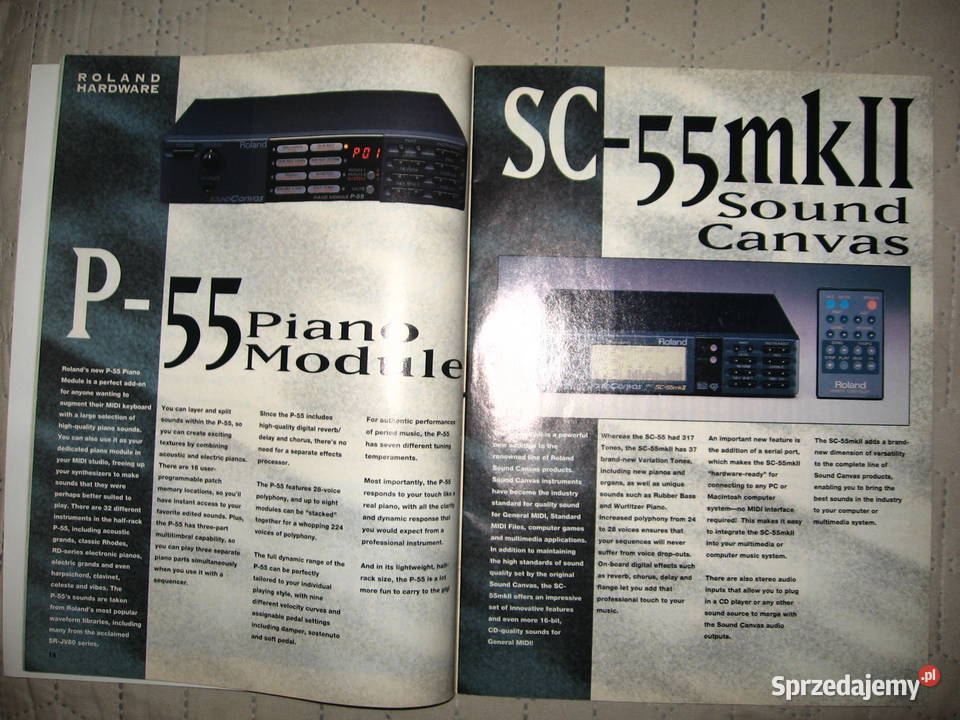 ROLAND
HARDWARE
Roland
P01
SOUND Canvas
PIANO MODULE P-55
P-55 Piano
Module
Roland's new P-55 Piano
Module is a perfect add-on
for anyone wanting to
augment their MIDI keyboard
with a large selection of
high-quality piano sounds.
You can also use it as your
dedicated piano module in
your MIDI studio, freeing up
your synthesizers to make
sounds that they were
perhaps better suited to
play. There are 32 different
instruments in the half-rack
P-55, including acoustic
grands, classic Rhodes,
RD-series electronic pianos,
electric grands and even
harpsichord, clavinet,
celeste and vibes. The
P-55's sounds are taken
from Roland's most popular
waveform libraries, including
many from the acclaimed
SR-JV80 series.
14
You can layer and split
sounds within the P-55, so
you can create exciting
textures by combining
acoustic and electric pianos.
There are 16 user-
programmable patch
memory locations, so you'll
have instant access to your
favorite edited sounds. Plus,
the P-55 has three-part
multitimbral capability, so
you can play three separate
piano parts simultaneously
when you use it with a
sequencer.
Since the P-55 includes
high-quality digital reverb/
delay and chorus, there's no
need for a separate effects
processor.
The P-55 features 28-voice
polyphony, and up to eight
modules can be "stacked"
together for a whopping 224
voices of polyphony.
The full dynamic range of the
P-55 can be perfectly
tailored to your individual
playing style, with nine
different velocity curves and
assignable pedal settings
including damper, sostenuto
and soft pedal.
For authentic performances
of period music, the P-55
has seven different tuning
temperaments.
Most importantly, the P-55
responds to your touch like a
real piano, with all the clarity
and dynamic response that
you would expect from a
professional instrument.
And in its lightweight, half-
rack size, the P-55 is a lot
more fun to carry to the gig!
SC-55mkII
Sound
Canvas
Roland
SOUND Canvas SC-55mkII
Roland
is a powerful
new addition to the
renowned line of Roland
Sound Canvas products.
Sound Canvas instruments
have become the industry
standard for quality sound
for General MIDI, Standard
MIDI Files, computer games
and multimedia applications.
In addition to maintaining
the high standards of sound
quality set by the original
Sound Canvas, the SC-
55mkII offers an impressive
set of innovative features
and even more 16-bit,
CD-quality sounds for
General MIDI!
Whereas the SC-55 had 317
Tones, the SC-55mkII has 37
brand-new Variation Tones,
including new pianos and
organs, as well as unique
sounds such as Rubber Bass
and Wurlitzer Piano.
Increased polyphony from 24
to 28 voices ensures that
your sequences will never
suffer from voice drop-outs.
On-board digital effects such
as reverb, chorus, delay and
flange let you add that
professional touch to your
music.
An important new feature is
the addition of a serial port,
which makes the SC-55mkII
"hardware-ready" for
connecting to any PC or
Macintosh computer
system—no MIDI interface
required! This makes it easy
to integrate the SC-55mkII
into your multimedia or
computer music system.
There are also stereo audio
inputs that allow you to plug
in a CD player or any other
sound source to merge with
the Sound Canvas audio
outputs.
The SC-55mkII adds a brand-
new dimension of versatility
to the complete line of
Sound Canvas products,
enabling you to bring the
best sounds in the industry
to your computer or
multimedia system.
Sprzedajemy.pl